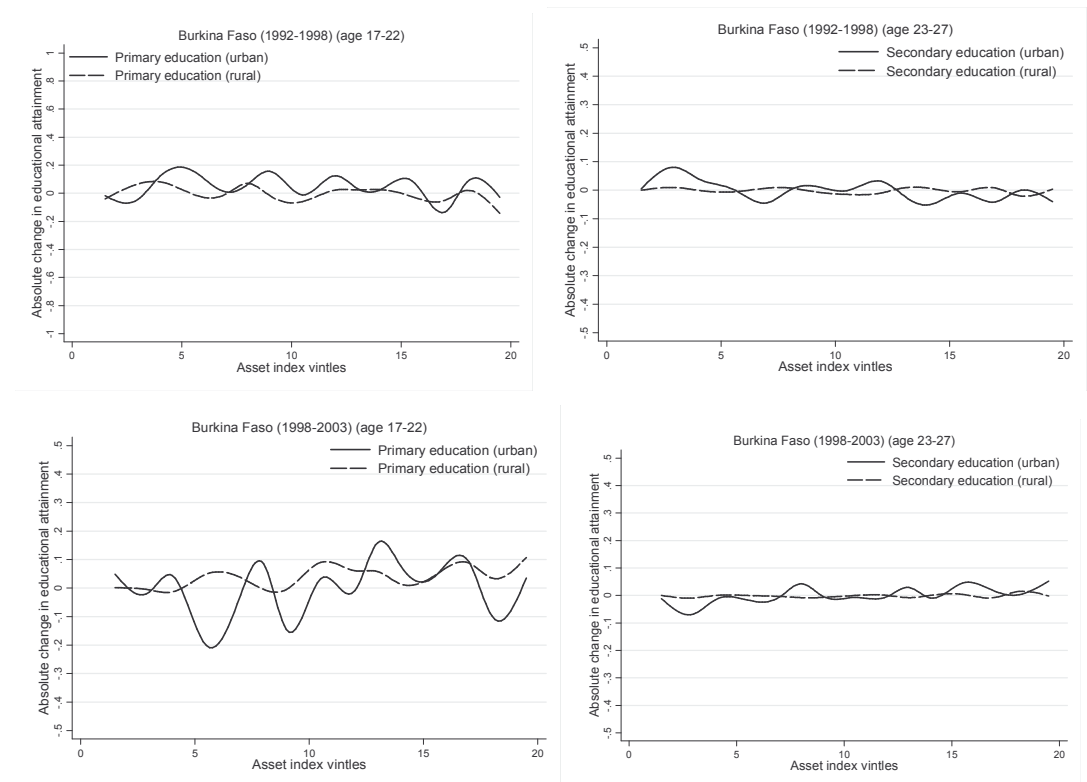 Burkina Faso (1992-1998) (age 17-22)
Primary education (urban)
Primary education (rural)
Absolute change in educational attainment
1
.8
.6
.4
.2
0
-.2
-.4
-.6
-.8
-1
0 5 10 15 20
Asset index vintles
Burkina Faso (1992-1998) (age 23-27)
Secondary education (urban)
Secondary education (rural)
Absolute change in educational attainment
.5
.4
.3
.2
.1
0
-.1
-.2
-.3
-.4
-.5
0 5 10 15 20
Asset index vintles
Burkina Faso (1998-2003) (age 17-22)
Primary education (urban)
Primary education (rural)
Absolute change in educational attainment
.5
.4
.3
.2
.1
0
-.1
-.2
-.3
-.4
-.5
0 5 10 15 20
Asset index vintles
Burkina Faso (1998-2003) (age 23-27)
Secondary education (urban)
Secondary education (rural)
Absolute change in educational attainment
.5
.4
.3
.2
.1
0
-.1
-.2
-.3
-.4
-.5
0 5 10 15 20
Asset index vintles